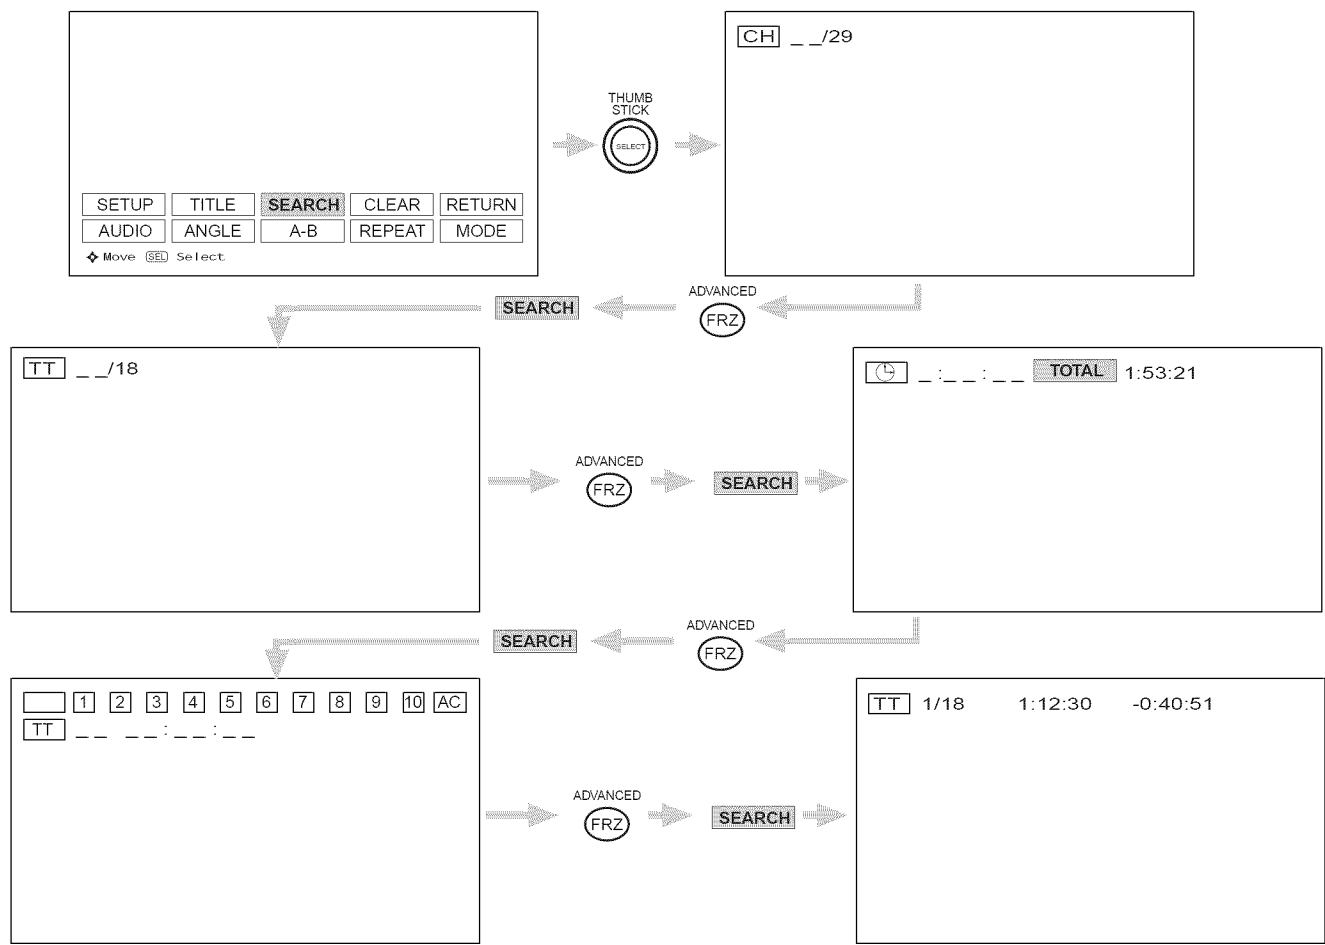 THUMB
STICK
SELECT
SETUP TITLE SEARCH CLEAR RETURN
AUDIO ANGLE A-B REPEAT MODE
Move SEL Select
CH _ _/29
ADVANCED
FRZ
SEARCH
TT _ _/18
ADVANCED
FRZ
SEARCH
_ :_ _ : _ _ TOTAL 1:53:21
ADVANCED
FRZ
SEARCH
1 2 3 4 5 6 7 8 9 10 AC
TT _ _ _ _ : _ _ : _ _
ADVANCED
FRZ
SEARCH
TT 1/18 1:12:30 -0:40:51